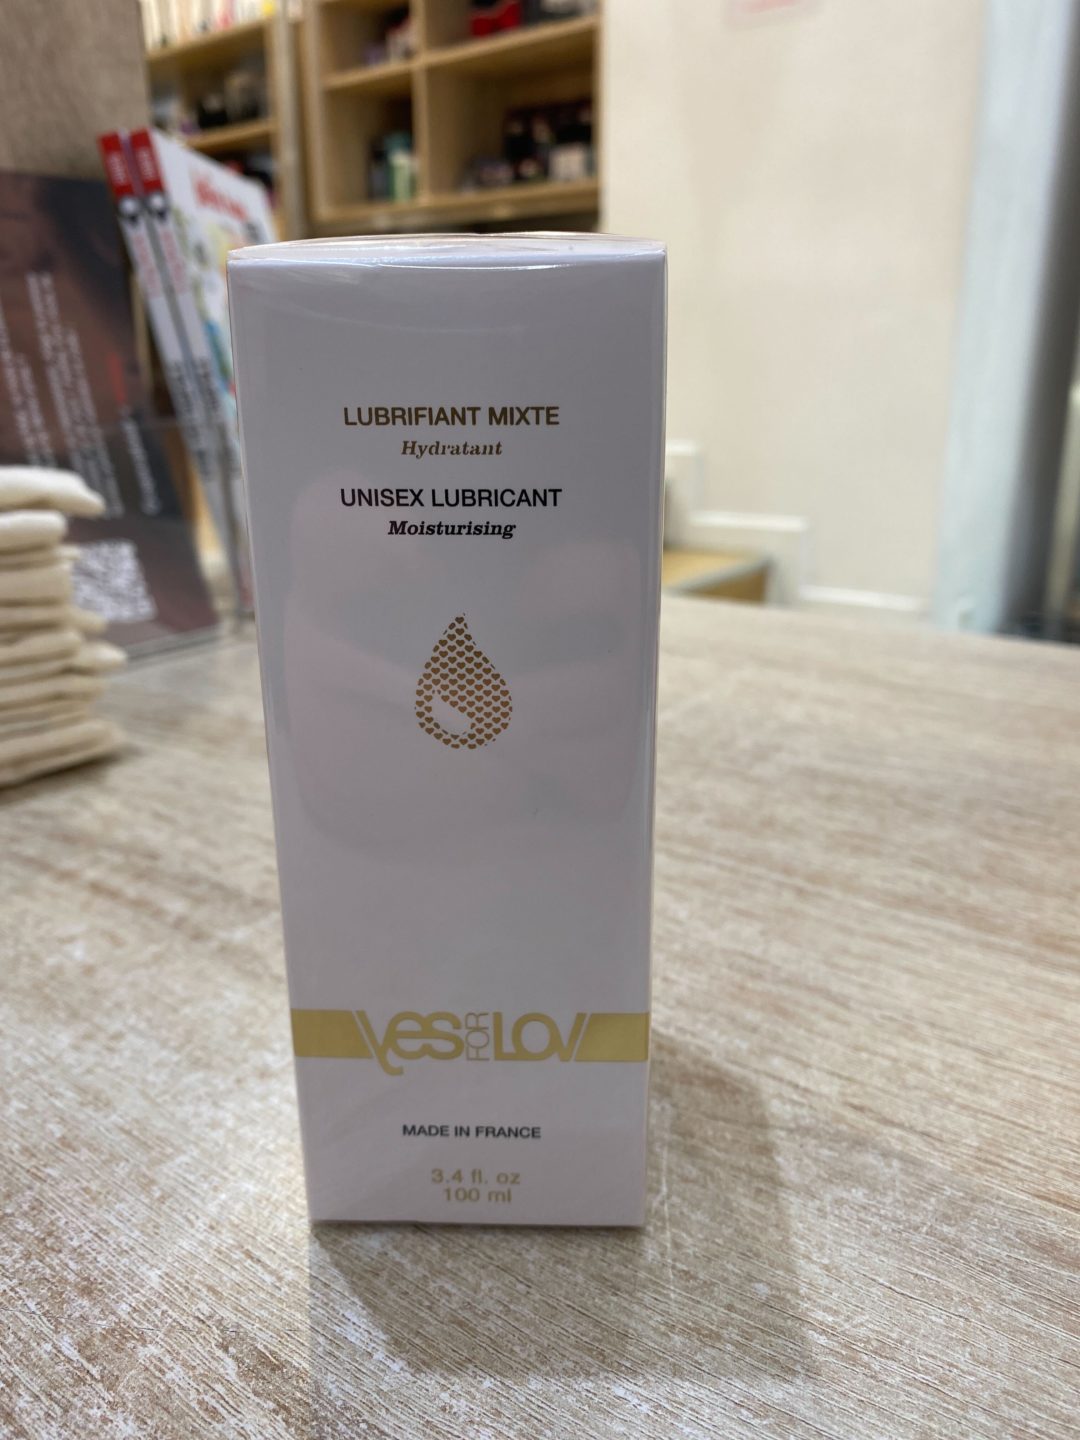 LUBRIFIANT MIXTE
Hydratant
UNISEX LUBRICANT
Moisturising
YES FOR LOV
MADE IN FRANCE
3.4 fl. oz
100 ml